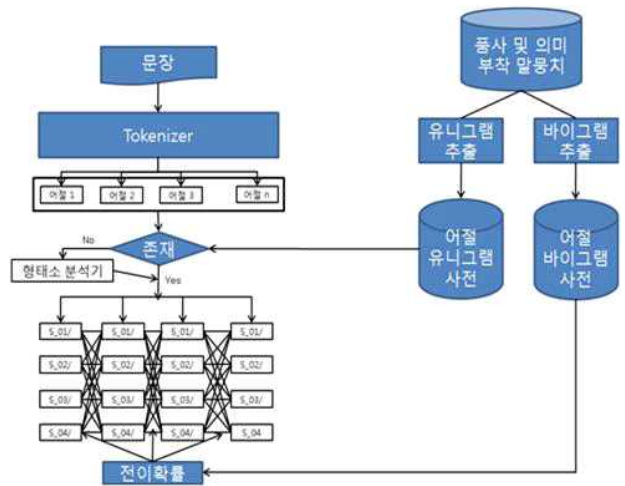 문장
품사 및 의미
부착 말뭉치
Tokenizer
유니그램
추출
바이그램
추출
어절 1
어절 2
어절 3
어절 n
No
존재
어절
유니그램
사전
어절
바이그램
사전
형태소 분석기
Yes
S_01/ S_01/ S_01/ S_01/
S_02/ S_02/ S_02/ S_02/
S_03/ S_03/ S_03/ S_03/
S_04/ S_04/ S_04/ S_04
전이확률